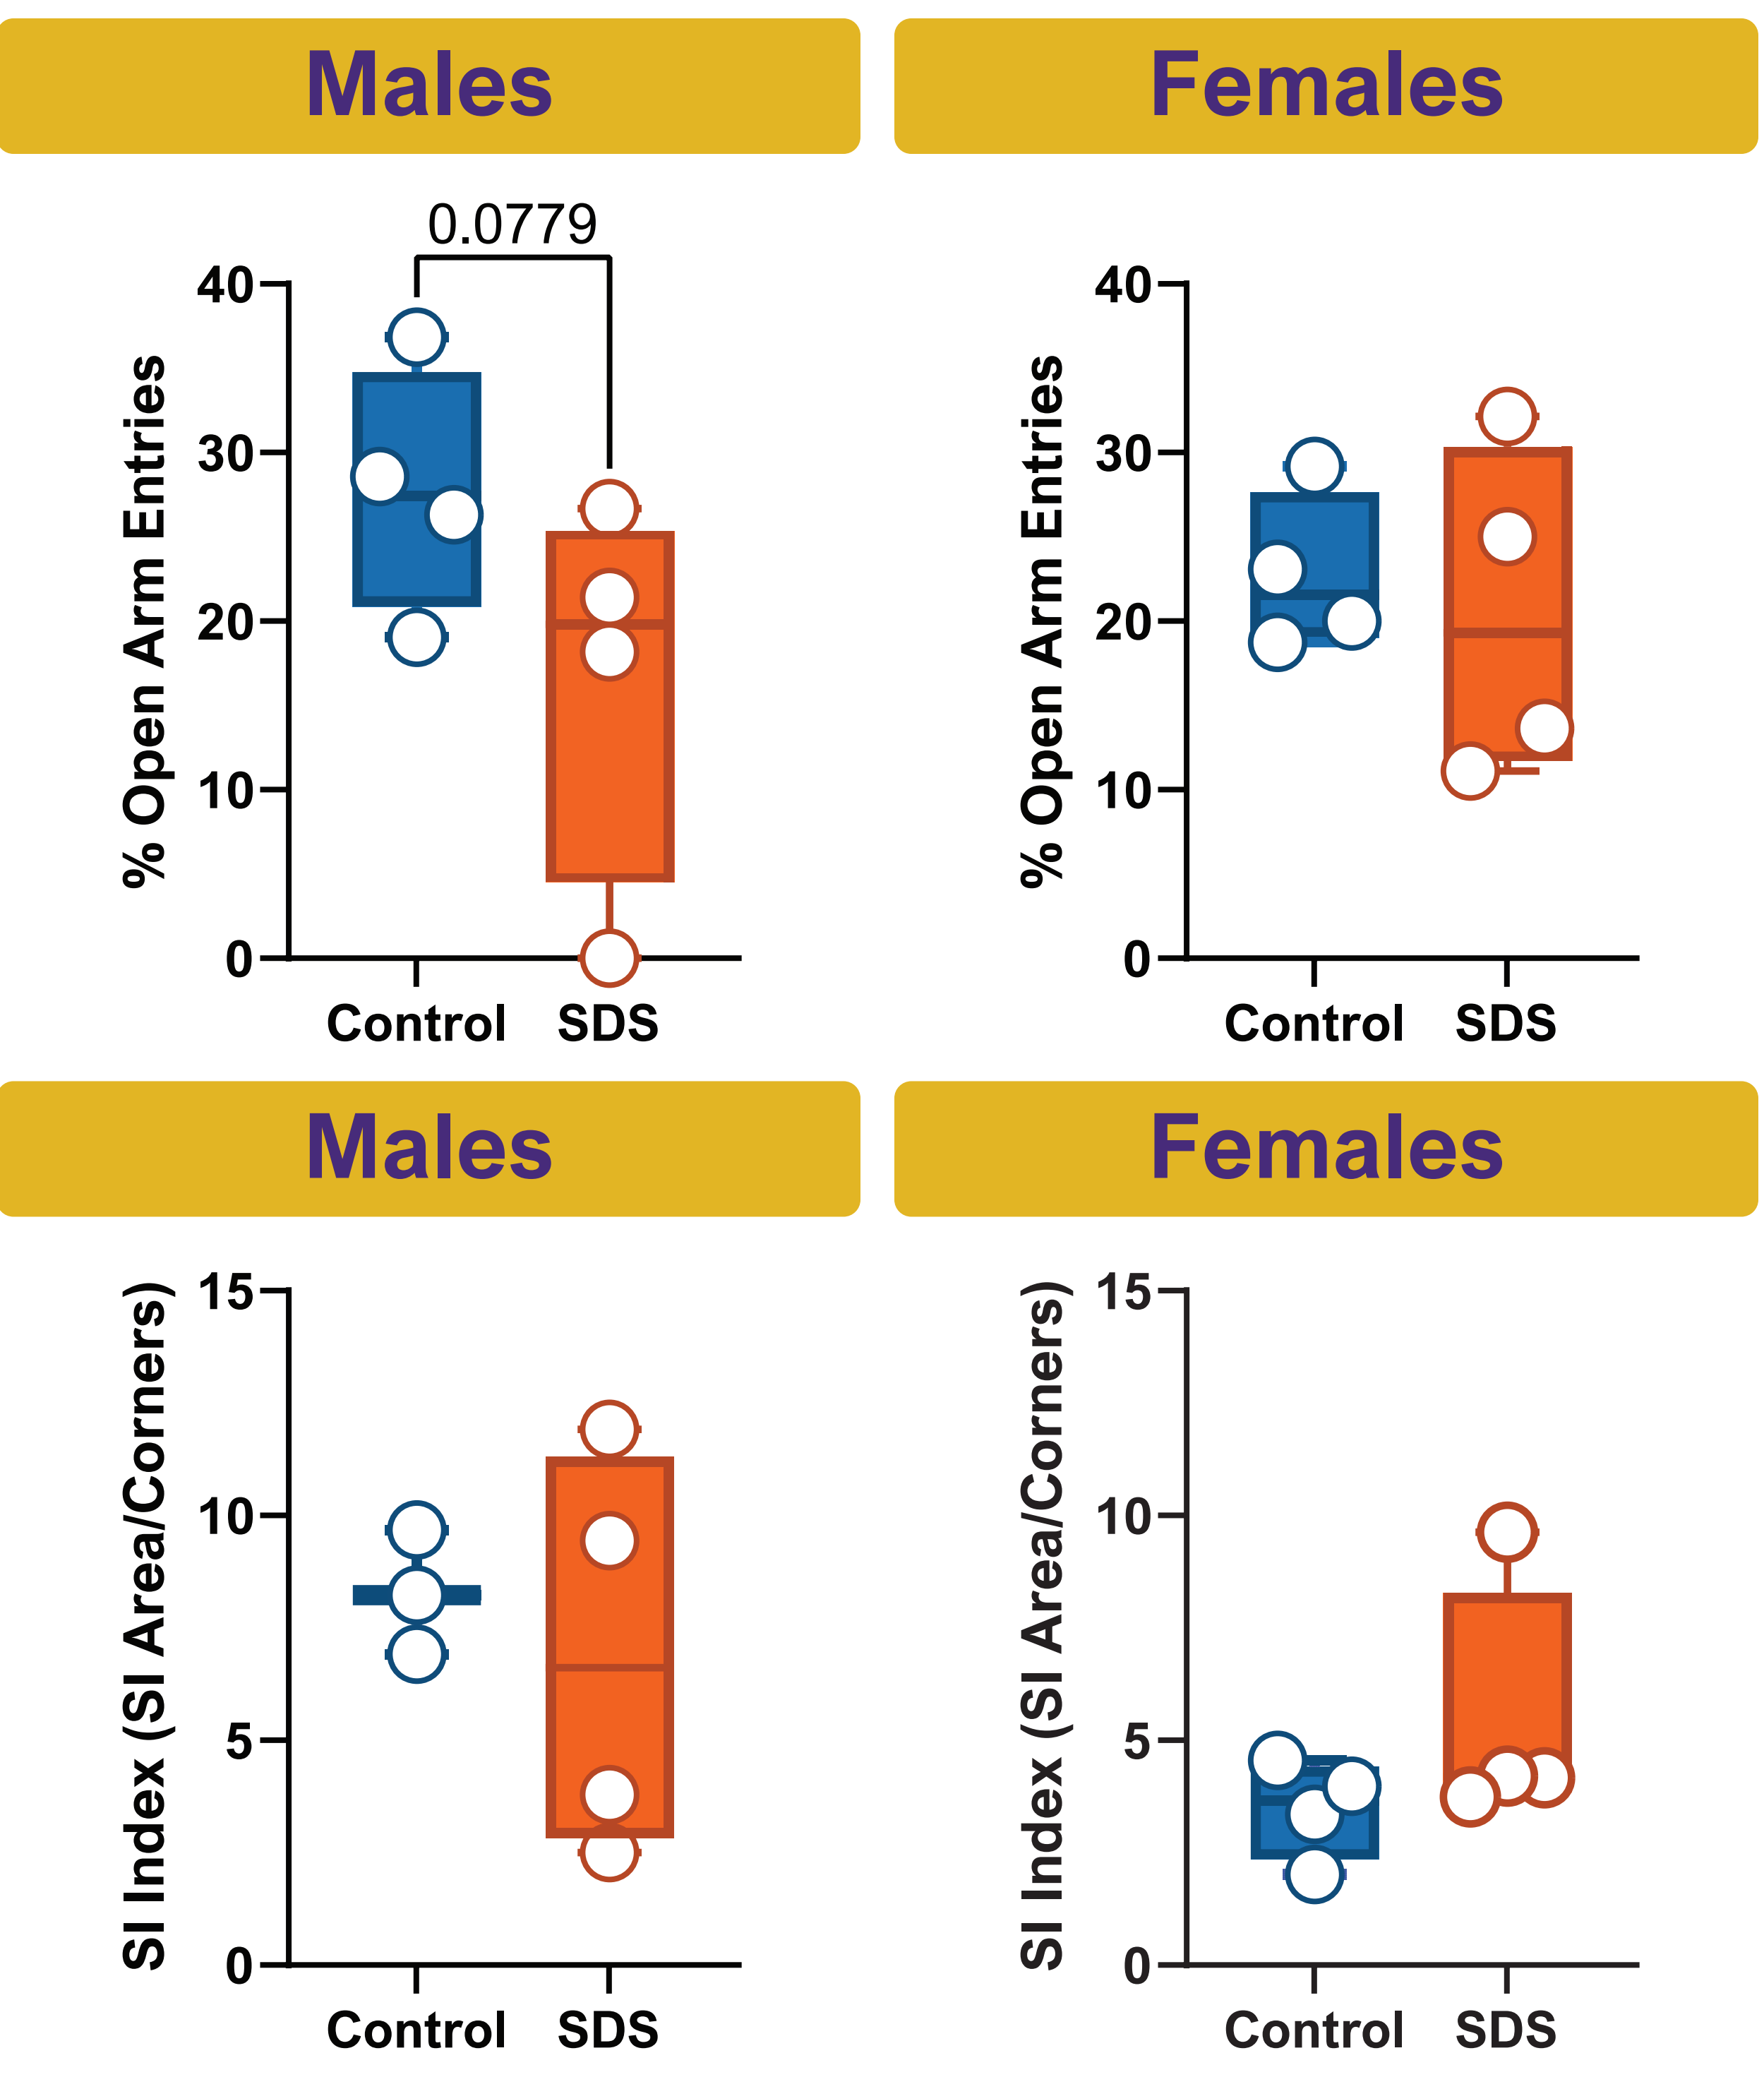 Males
Females
0.0779
% Open Arm Entries
40
30
20
10
0
Control SDS
% Open Arm Entries
40
30
20
10
0
Control SDS
Males
Females
SI Index (SI Area/Corners)
15
10
5
0
Control SDS
SI Index (SI Area/Corners)
15
10
5
0
Control SDS